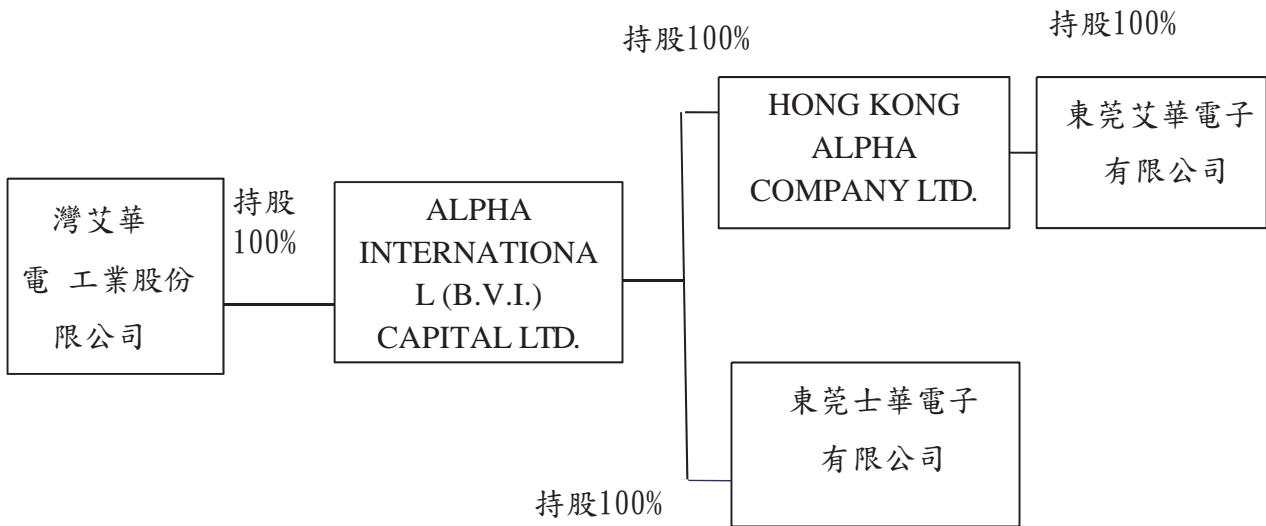 持股100%
持股100%
HONG KONG
ALPHA
COMPANY LTD.
東莞艾華電子
有限公司
灣艾華
電 工業股份
限公司
持股
100%
ALPHA
INTERNATIONA
L (B.V.I.)
CAPITAL LTD.
東莞士華電子
有限公司
持股100%